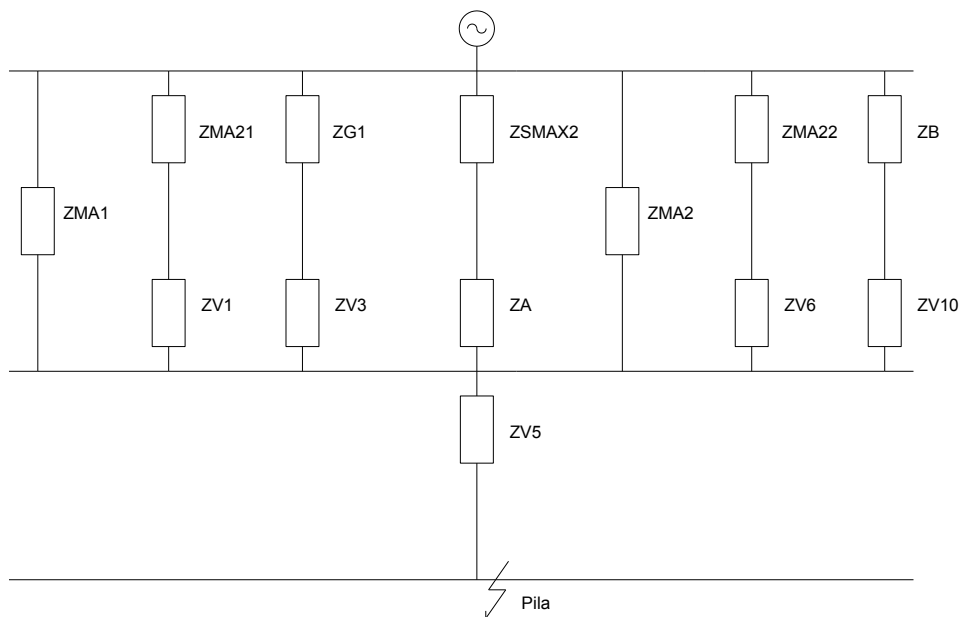 ZMA21
ZG1
ZSMAX2
ZMA22
ZB
ZMA1
ZMA2
ZV1
ZV3
ZA
ZV6
ZV10
ZV5
Pila